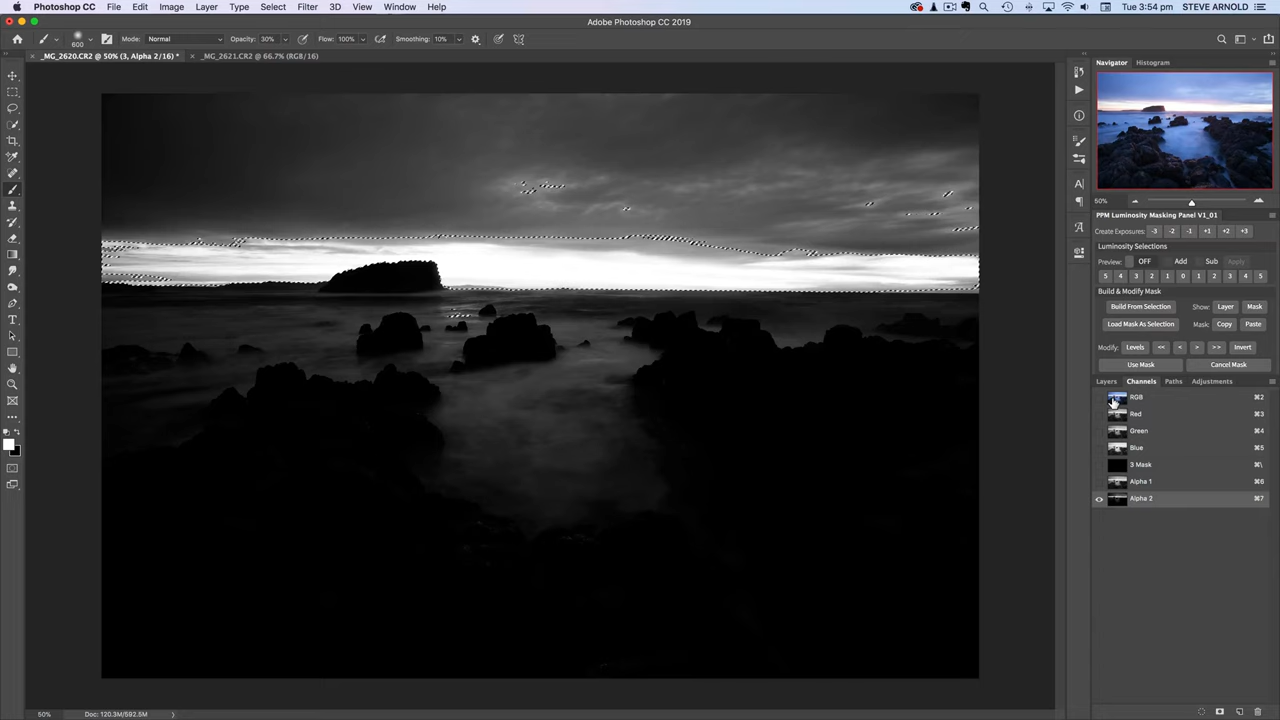 Photoshop CC File Edit Image Layer Type Select Filter 3D View Window Help Tue 3:54 pm STEVE ARNOLD
Adobe Photoshop CC 2019
600 Mode: Normal Opacity: 30% Flow: 100% Smoothing: 10%
_MG_2620.CR2 @ 50% (3, Alpha 2/16) * _MG_2621.CR2 @ 66.7% (RGB/16)
Navigator Histogram
50%
PPM Luminosity Masking Panel V1_01
Create Exposures: -3 -2 -1 +1 +2 +3
Luminosity Selections
Preview: OFF Add Sub Apply
5 4 3 2 1 0 1 2 3 4 5
Build & Modify Mask
Build From Selection Show: Layer Mask
Load Mask As Selection Mask: Copy Paste
Modify: Levels << < > >> Invert
Use Mask Cancel Mask
Layers Channels Paths Adjustments
RGB ⌘2
Red ⌘3
Green ⌘4
Blue ⌘5
3 Mask ⌘\
Alpha 1 ⌘6
Alpha 2 ⌘7
50% Doc: 120.3M/592.5M